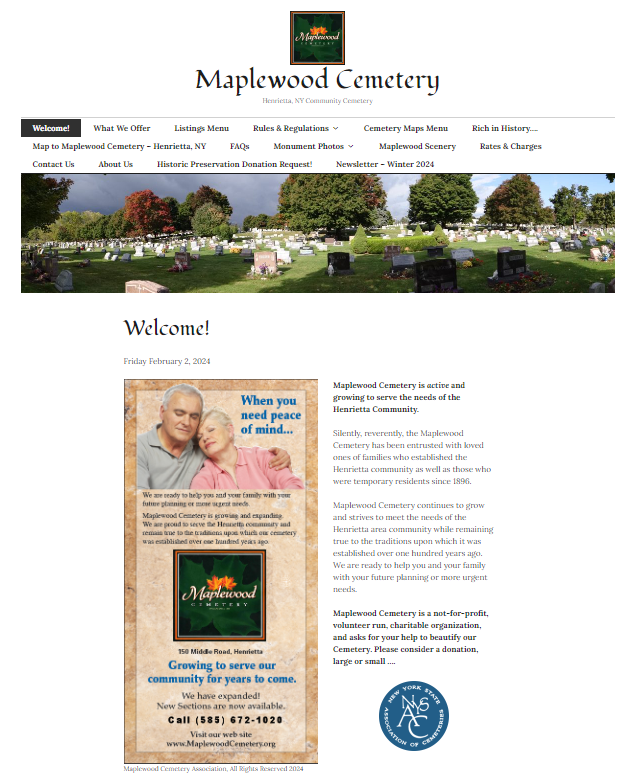 Maplewood
CEMETERY
Maplewood Cemetery
Henrietta, NY Community Cemetery
Welcome! What We Offer Listings Menu Rules & Regulations Cemetery Maps Menu Rich in History....
Map to Maplewood Cemetery – Henrietta, NY FAQs Monument Photos Maplewood Scenery Rates & Charges
Contact Us About Us Historic Preservation Donation Request! Newsletter – Winter 2024
Welcome!
Friday February 2, 2024
When you
need peace
of mind...
We are ready to help you and your family with your
future planning or more urgent needs
Maplewood Cemetery is growing and expanding.
We are proud to serve the Henrietta community and
remain true to the traditions upon which our cemetery
was established over one hundred years ago.
Maplewood
CEMETERY
150 Middle Road, Henrietta
Growing to serve our
community for years to come.
We have expanded!
New Sections are now available.
Call (585) 672-1020
Visit our web site
www.MaplewoodCemetery.org
Maplewood Cemetery Association, All Rights Reserved 2024
Maplewood Cemetery is active and
growing to serve the needs of the
Henrietta Community.
Silently, reverently, the Maplewood
Cemetery has been entrusted with loved
ones of families who established the
Henrietta community as well as those who
were temporary residents since 1896.
Maplewood Cemetery continues to grow
and strives to meet the needs of the
Henrietta area community while remaining
true to the traditions upon which it was
established over one hundred years ago.
We are ready to help you and your family
with your future planning or more urgent
needs.
Maplewood Cemetery is a not-for-profit,
volunteer run, charitable organization,
and asks for your help to beautify our
Cemetery. Please consider a donation,
large or small ....
NEW YORK STATE
NYS
AC
ASSOCIATION OF CEMETERIES